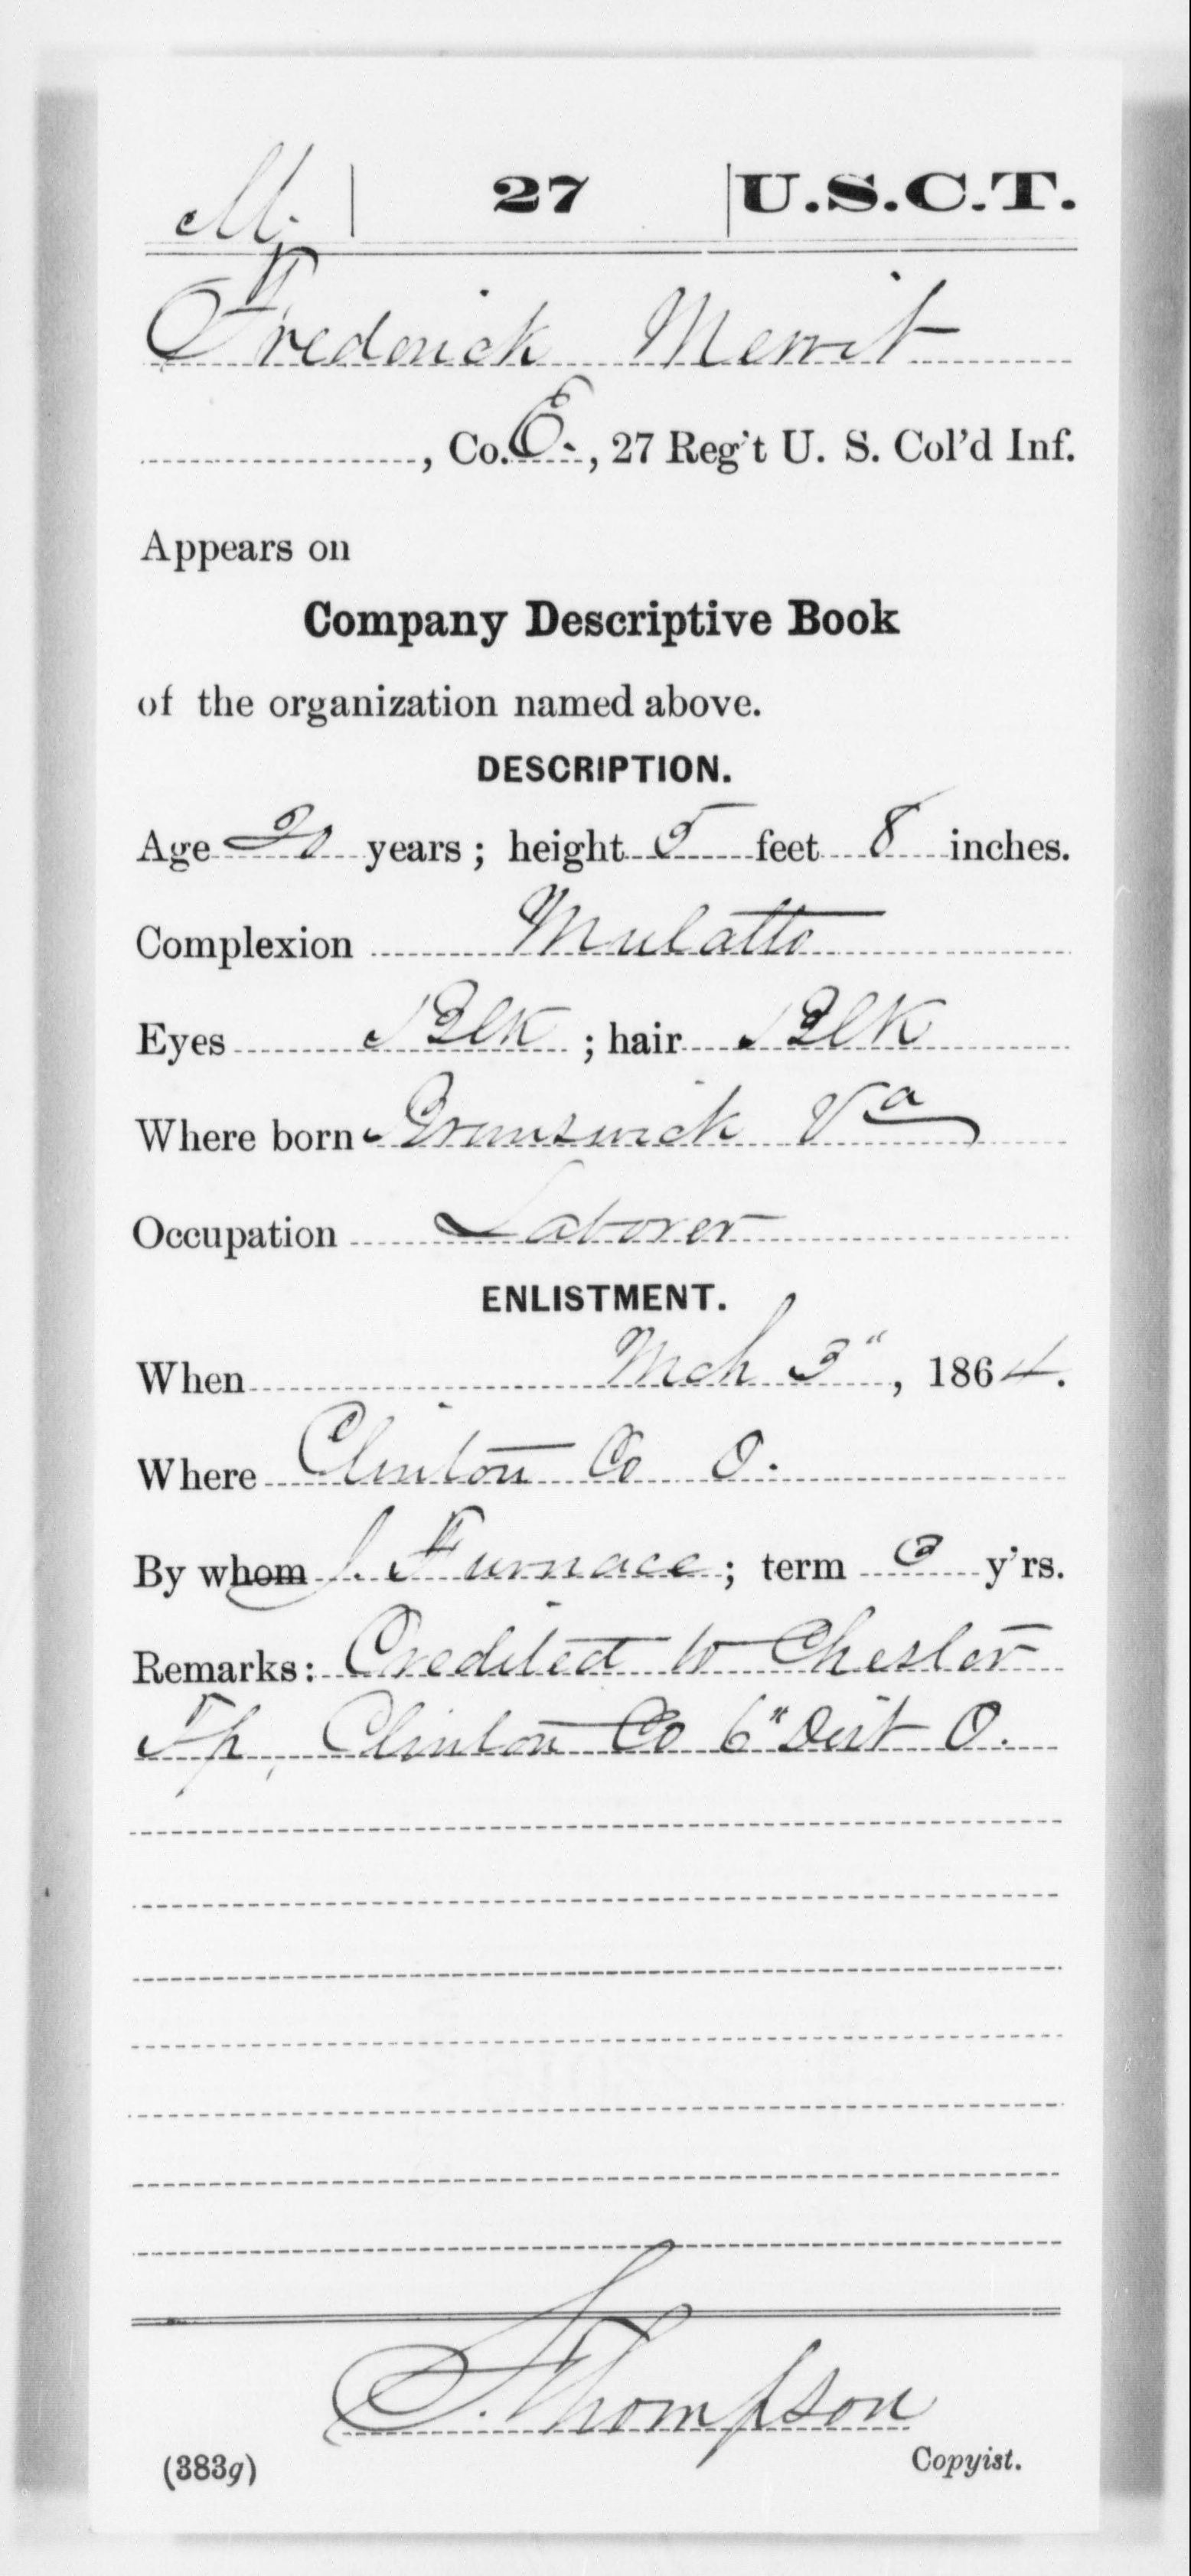 M. | 27 | U.S.C.T.
Frederick Merrit
, Co. E., 27 Reg't U. S. Col'd Inf.
Appears on
Company Descriptive Book
of the organization named above.
DESCRIPTION.
Age 20 years; height 5 feet 8 inches.
Complexion Mulatto
Eyes Blk; hair Blk
Where born Brunswick Va
Occupation Laborer
ENLISTMENT.
When Mch 3", 1864.
Where Clinton Co O.
By whom J. Furnace; term 3 y'rs.
Remarks: Credited to Chester
Tp, Clinton Co 6" Dist O.
S. Thompson
(383g) Copyist.